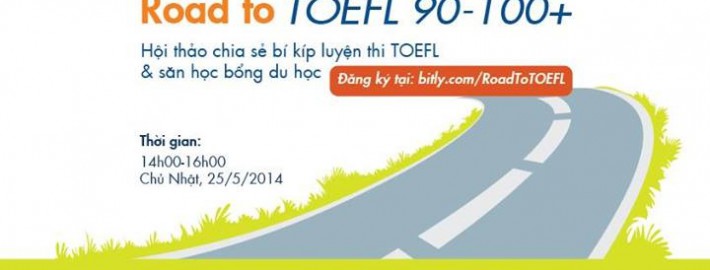 Road to TOEFL 90-100+
Hội thảo chia sẻ bí kíp luyện thi TOEFL
& săn học bổng du học
Đăng ký tại: bitly.com/RoadToTOEFL
Thời gian:
14h00-16h00
Chủ Nhật, 25/5/2014